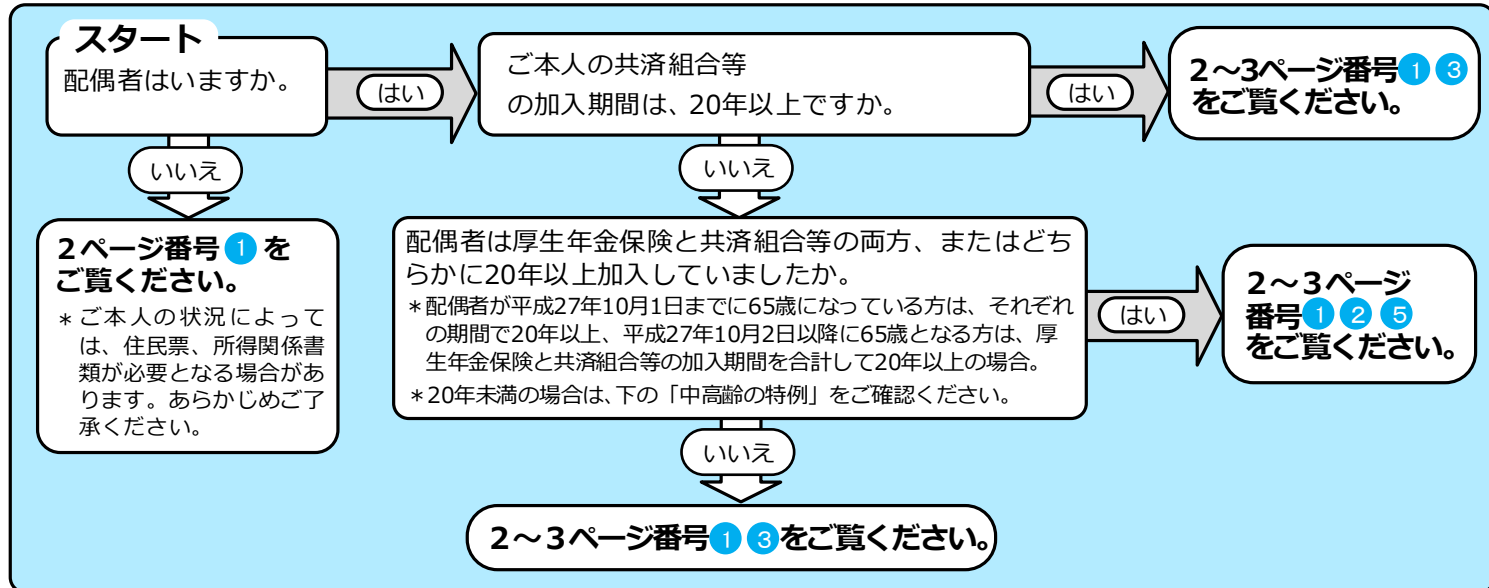 スタート
配偶者はいますか。
はい
ご本人の共済組合等
の加入期間は、20年以上ですか。
はい
2～3ページ番号1 3
をご覧ください。
いいえ
いいえ
2ページ番号 1 を
ご覧ください。
＊ご本人の状況によって
は、住民票、所得関係書
類が必要となる場合があ
ります。あらかじめご了
承ください。
配偶者は厚生年金保険と共済組合等の両方、またはどち
らかに20年以上加入していましたか。
＊配偶者が平成27年10月1日までに65歳になっている方は、それぞれ
の期間で20年以上、平成27年10月2日以降に65歳となる方は、厚
生年金保険と共済組合等の加入期間を合計して20年以上の場合。
＊20年未満の場合は、下の「中高齢の特例」をご確認ください。
はい
2～3ページ
番号1 2 5
をご覧ください。
いいえ
2～3ページ番号1 3をご覧ください。